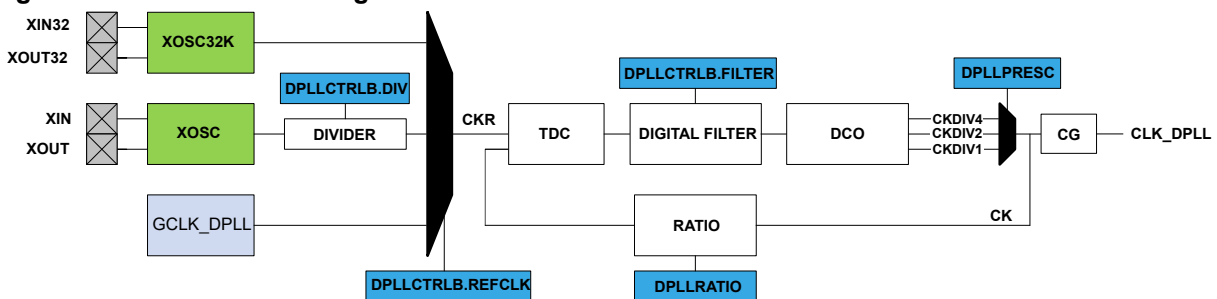 XIN32
XOUT32
XOSC32K
DPLLCTRLB.DIV
DPLLCTRLB.FILTER
DPLLPRESC
XIN
XOUT
XOSC
DIVIDER
CKR
TDC
DIGITAL FILTER
DCO
CKDIV4
CKDIV2
CKDIV1
CG
CLK_DPLL
GCLK_DPLL
RATIO
CK
DPLLCTRLB.REFCLK
DPLLRATIO